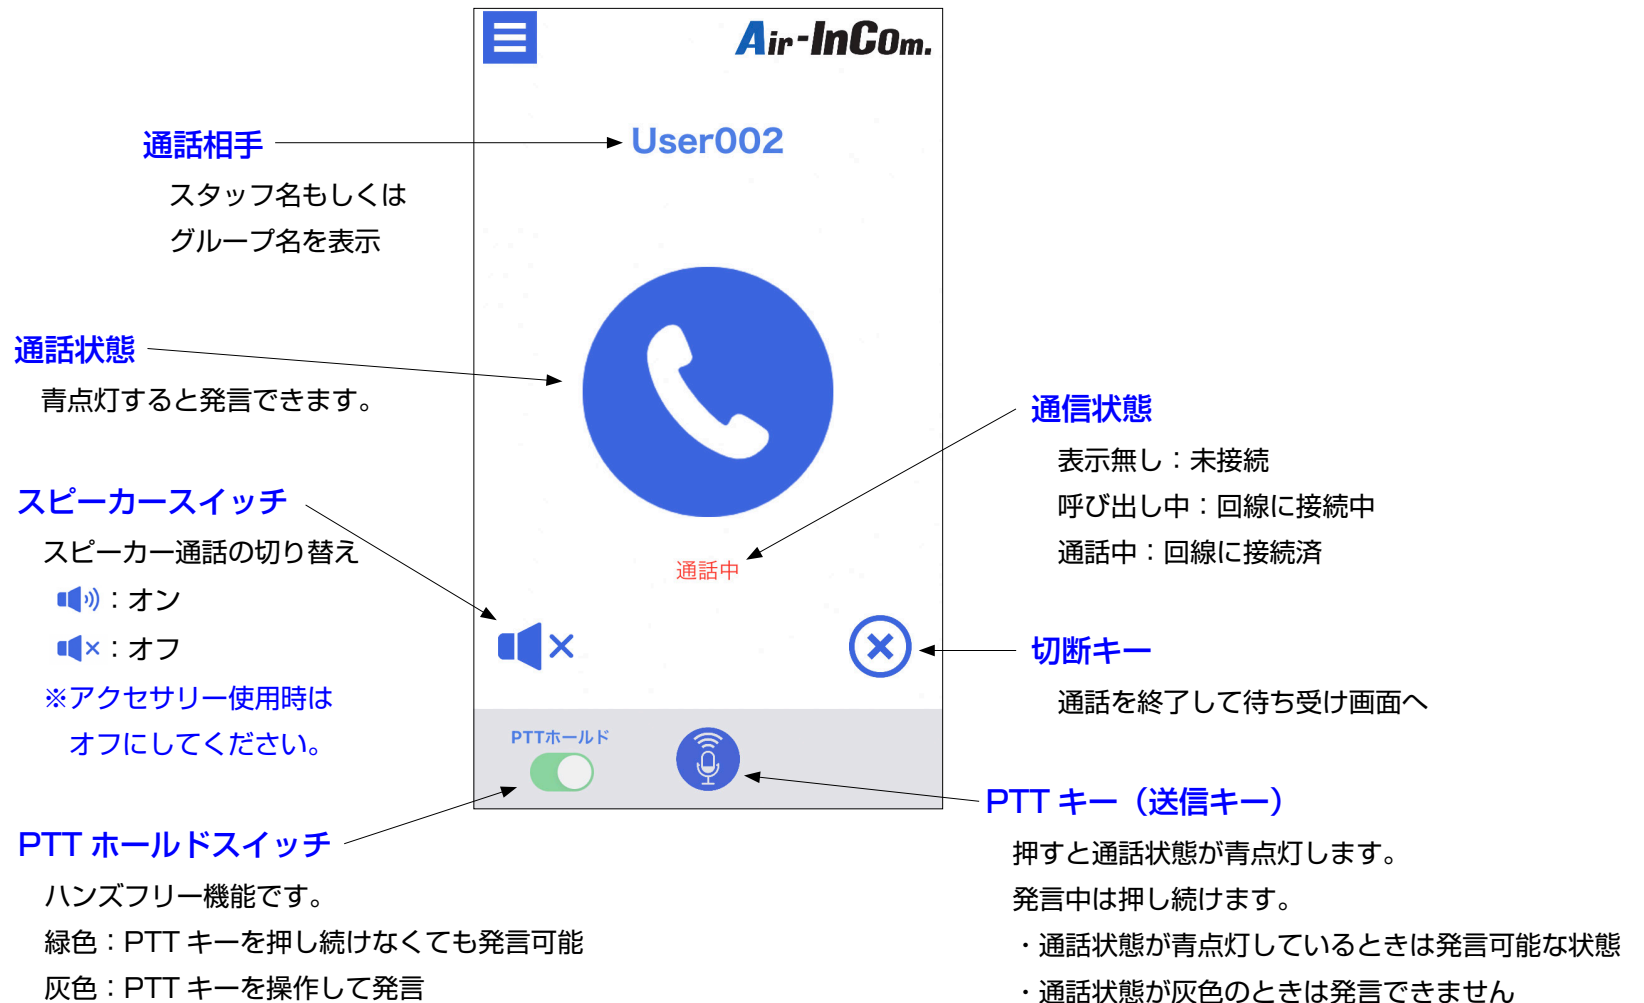 Air-InCom.
通話相手
User002
スタッフ名もしくは
グループ名を表示
通話状態
青点灯すると発言できます。
通信状態
表示無し：未接続
呼び出し中：回線に接続中
通話中：回線に接続済
スピーカースイッチ
スピーカー通話の切り替え
：オン
：オフ
※アクセサリー使用時は
オフにしてください。
通話中
切断キー
通話を終了して待ち受け画面へ
PTTホールド
PTT キー（送信キー）
押すと通話状態が青点灯します。
発言中は押し続けます。
・通話状態が青点灯しているときは発言可能な状態
・通話状態が灰色のときは発言できません
PTT ホールドスイッチ
ハンズフリー機能です。
緑色：PTT キーを押し続けなくても発言可能
灰色：PTT キーを操作して発言